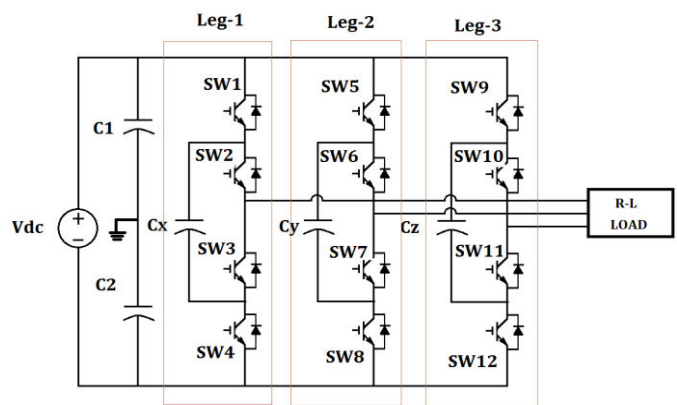 Leg-1
Leg-2
Leg-3
SW1
SW5
SW9
C1
SW2
SW6
SW10
Vdc
+
−
Cx
Cy
Cz
R-L
LOAD
SW3
SW7
SW11
C2
SW4
SW8
SW12